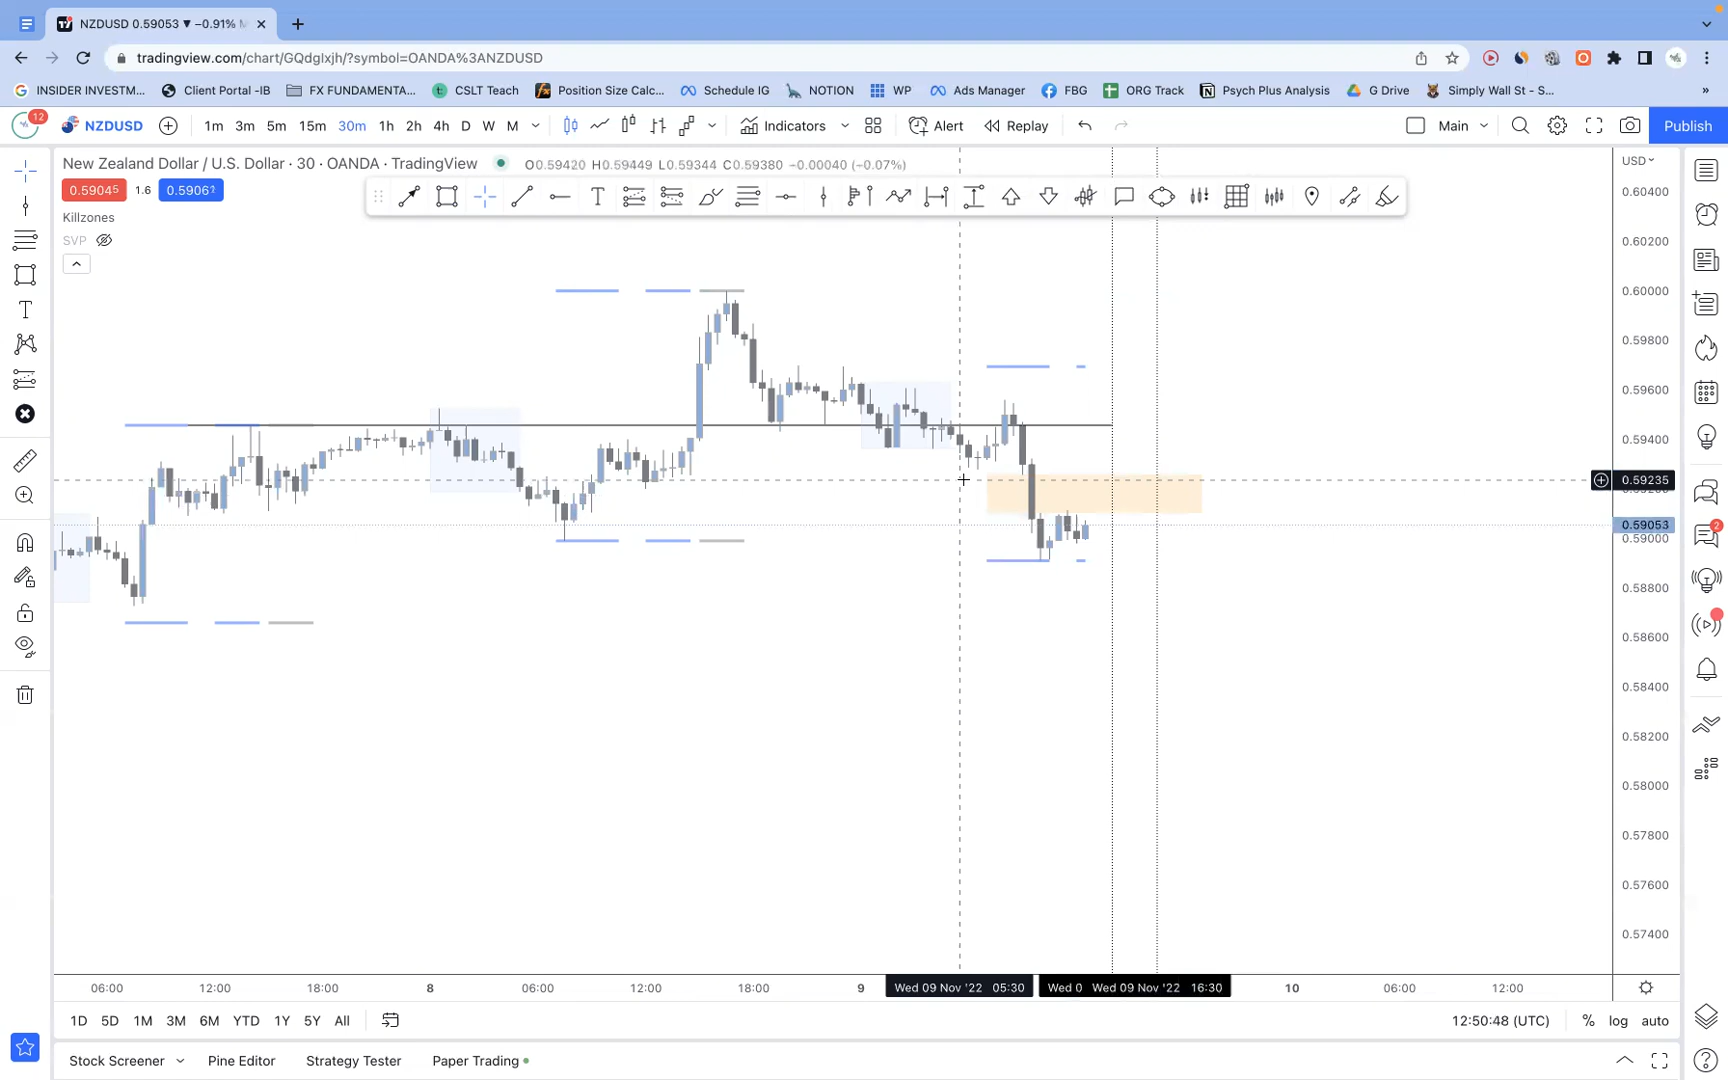 NZDUSD 0.59053 ▼ −0.91% M
tradingview.com/chart/GQdglxjh/?symbol=OANDA%3ANZDUSD
INSIDER INVESTM... Client Portal -IB FX FUNDAMENTA... CSLT Teach Position Size Calc... Schedule IG NOTION WP Ads Manager FBG ORG Track Psych Plus Analysis G Drive Simply Wall St - S... »
12 NZDUSD 1m 3m 5m 15m 30m 1h 2h 4h D W M Indicators Alert Replay Main Publish
New Zealand Dollar / U.S. Dollar · 30 · OANDA · TradingView O0.59420 H0.59449 L0.59344 C0.59380 −0.00040 (−0.07%) USD
0.59045 1.6 0.59061
Killzones
SVP
0.60400
0.60200
0.60000
0.59800
0.59600
0.59400
0.59235
0.59053
0.59000
0.58800
0.58600
0.58400
0.58200
0.58000
0.57800
0.57600
0.57400
2
06:00 12:00 18:00 8 06:00 12:00 18:00 9 Wed 09 Nov '22 05:30 Wed 0 Wed 09 Nov '22 16:30 10 06:00 12:00
1D 5D 1M 3M 6M YTD 1Y 5Y All 12:50:48 (UTC) % log auto
Stock Screener Pine Editor Strategy Tester Paper Trading